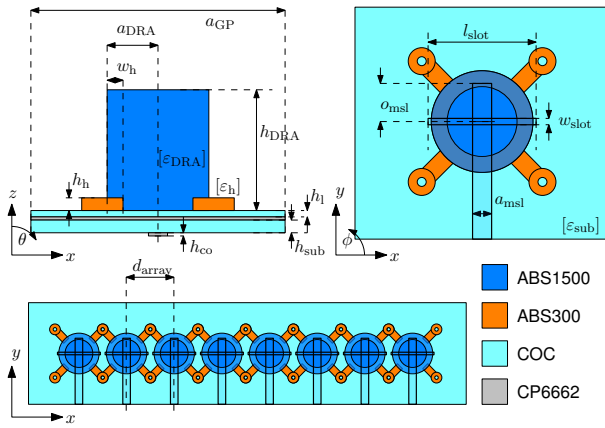 a_GP
a_DRA
w_h
h_DRA
[ε_DRA]
h_h
[ε_h]
h_l
z
θ
x
h_co
h_sub
l_slot
o_msl
w_slot
a_msl
y
ϕ
x
[ε_sub]
d_array
y
x
ABS1500
ABS300
COC
CP6662